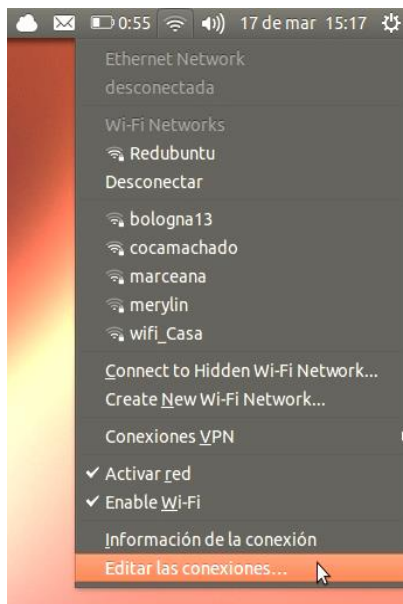 0:55 17 de mar 15:17
Ethernet Network
desconectada
Wi-Fi Networks
Redubuntu
Desconectar
bologna13
cocamachado
marceana
merylin
wifi_Casa
Connect to Hidden Wi-Fi Network...
Create New Wi-Fi Network...
Conexiones VPN
Activar red
Enable Wi-Fi
Información de la conexión
Editar las conexiones...